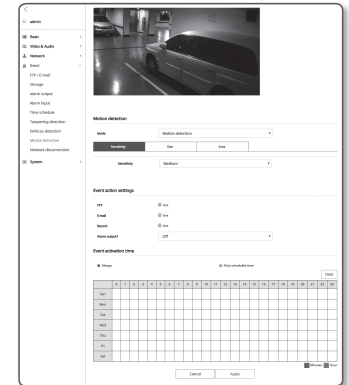 admin
Basic
Video & Audio
Network
Event
FTP / E-mail
Storage
Alarm output
Alarm input
Time schedule
Tampering detection
Defocus detection
Motion detection
Network disconnection
System
Motion detection
Mode Motion detection
Sensitivity Size Area
Sensitivity Medium
Event action settings
FTP Use
E-mail Use
Record Use
Alarm output1 Off
Event activation time
Always Only scheduled time
Clear
0 1 2 3 4 5 6 7 8 9 10 11 12 13 14 15 16 17 18 19 20 21 22 23
Sun
Mon
Tue
Wed
Thu
Fri
Sat
Minutes Hour
Cancel Apply